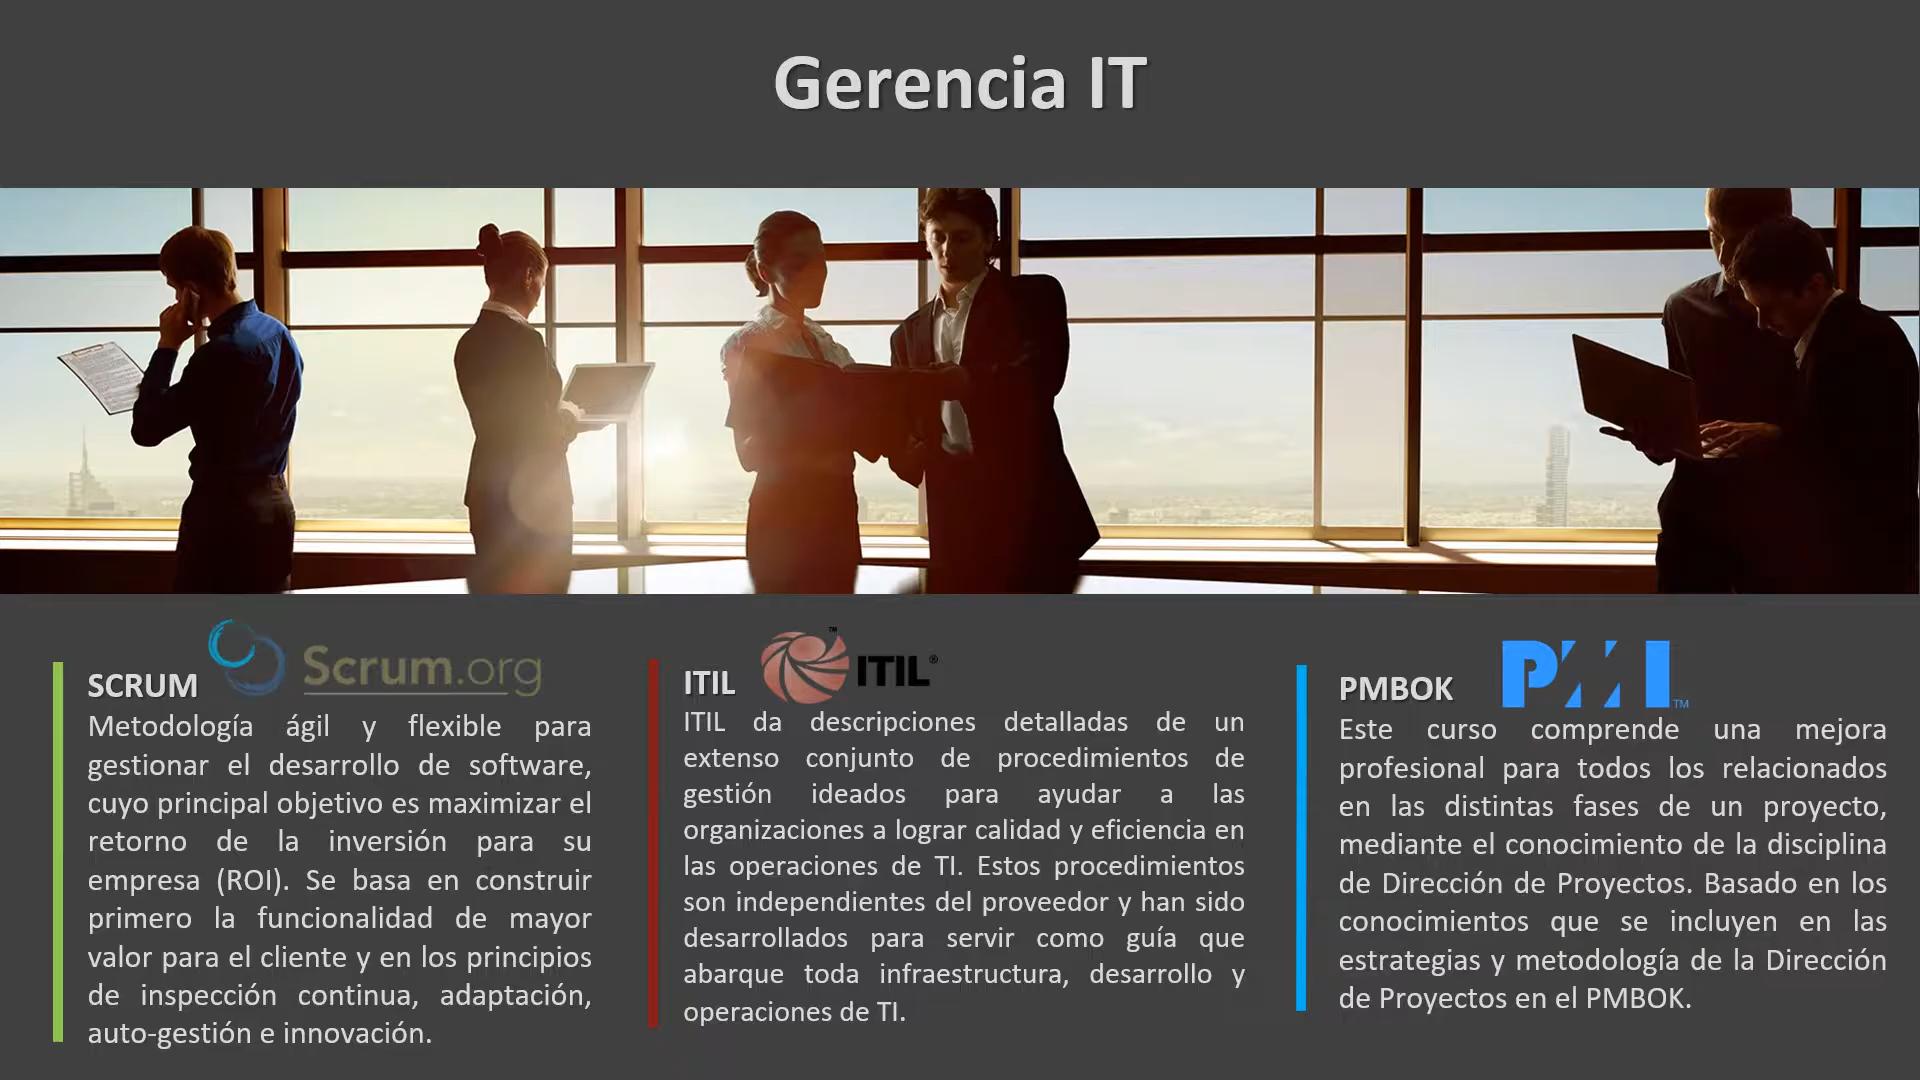 Gerencia IT
SCRUM
Scrum.org
Metodología ágil y flexible para
gestionar el desarrollo de software,
cuyo principal objetivo es maximizar el
retorno de la inversión para su
empresa (ROI). Se basa en construir
primero la funcionalidad de mayor
valor para el cliente y en los principios
de inspección continua, adaptación,
auto-gestión e innovación.
ITIL
™
ITIL®
ITIL da descripciones detalladas de un
extenso conjunto de procedimientos de
gestión ideados para ayudar a las
organizaciones a lograr calidad y eficiencia en
las operaciones de TI. Estos procedimientos
son independientes del proveedor y han sido
desarrollados para servir como guía que
abarque toda infraestructura, desarrollo y
operaciones de TI.
PMBOK
PMI™
Este curso comprende una mejora
profesional para todos los relacionados
en las distintas fases de un proyecto,
mediante el conocimiento de la disciplina
de Dirección de Proyectos. Basado en los
conocimientos que se incluyen en las
estrategias y metodología de la Dirección
de Proyectos en el PMBOK.